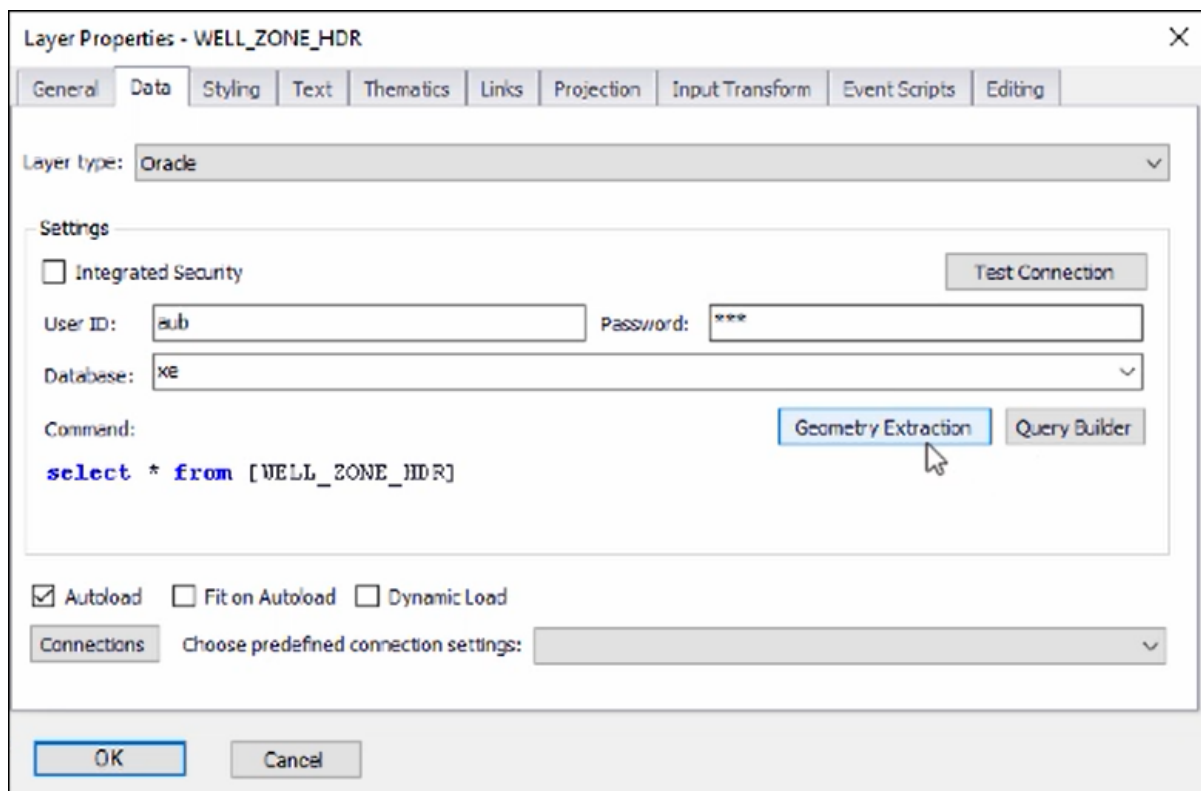 Layer Properties - WELL_ZONE_HDR
General Data Styling Text Thematics Links Projection Input Transform Event Scripts Editing
Layer type: Oracle
Settings
Integrated Security Test Connection
User ID: aub Password: ***
Database: xe
Command: Geometry Extraction Query Builder
select * from [WELL_ZONE_HDR]
Autoload Fit on Autoload Dynamic Load
Connections Choose predefined connection settings:
OK Cancel